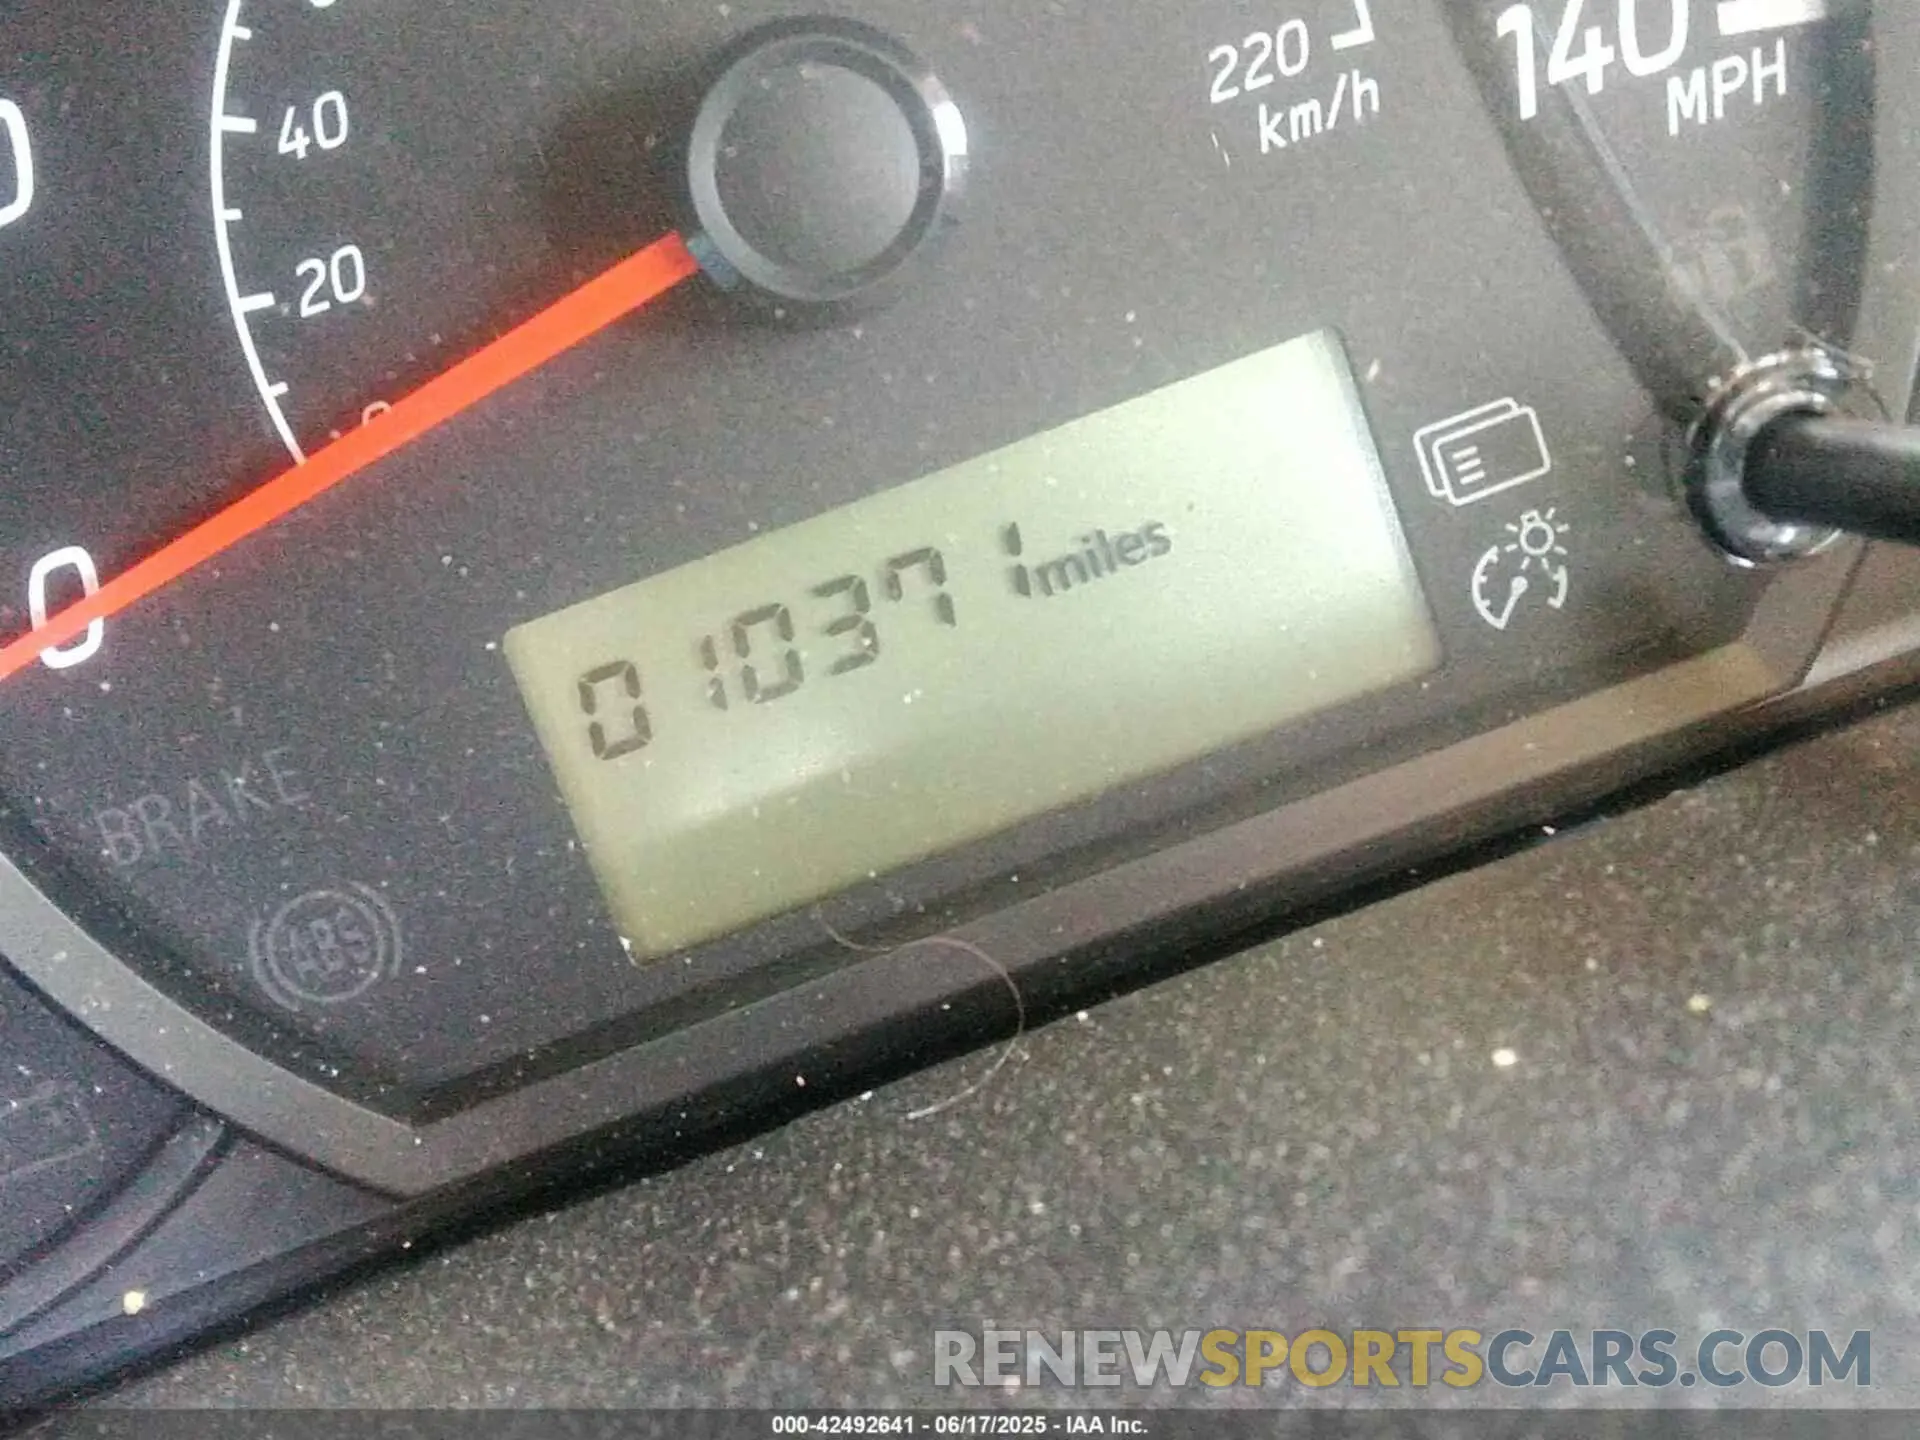 40
220
km/h
140
MPH
20
0
010371 miles
BRAKE
ABS
RENEWSPORTSCARS.COM
000-42492641 - 06/17/2025 - IAA Inc.